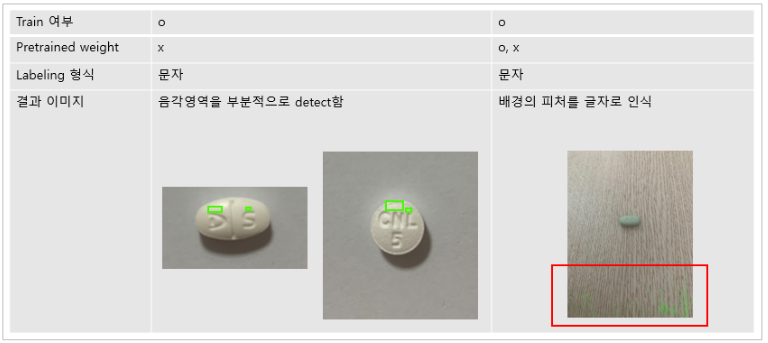 Train 여부 o o
Pretrained weight x o, x
Labeling 형식 문자 문자
결과 이미지 음각영역을 부분적으로 detect함 배경의 피처를 글자로 인식
S
CNL
5